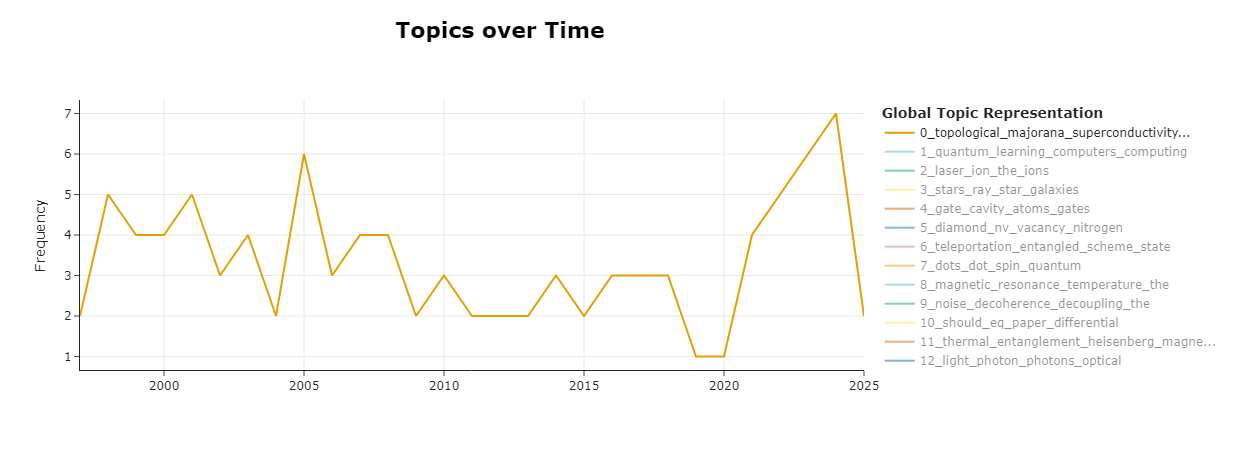 Topics over Time
Frequency
7
6
5
4
3
2
1
2000
2005
2010
2015
2020
2025
Global Topic Representation
0_topological_majorana_superconductivity...
1_quantum_learning_computers_computing
2_laser_ion_the_ions
3_stars_ray_star_galaxies
4_gate_cavity_atoms_gates
5_diamond_nv_vacancy_nitrogen
6_teleportation_entangled_scheme_state
7_dots_dot_spin_quantum
8_magnetic_resonance_temperature_the
9_noise_decoherence_decoupling_the
10_should_eq_paper_differential
11_thermal_entanglement_heisenberg_magne...
12_light_photon_photons_optical